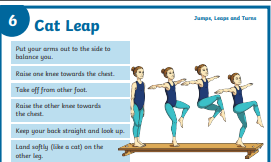 6
Cat Leap
Jumps, Leaps and Turns
Put your arms out to the side to
balance you.
Raise one knee towards the chest.
Take off from other foot.
Raise the other knee towards
the chest.
Keep your back straight and look up.
Land softly (like a cat) on the
other leg.